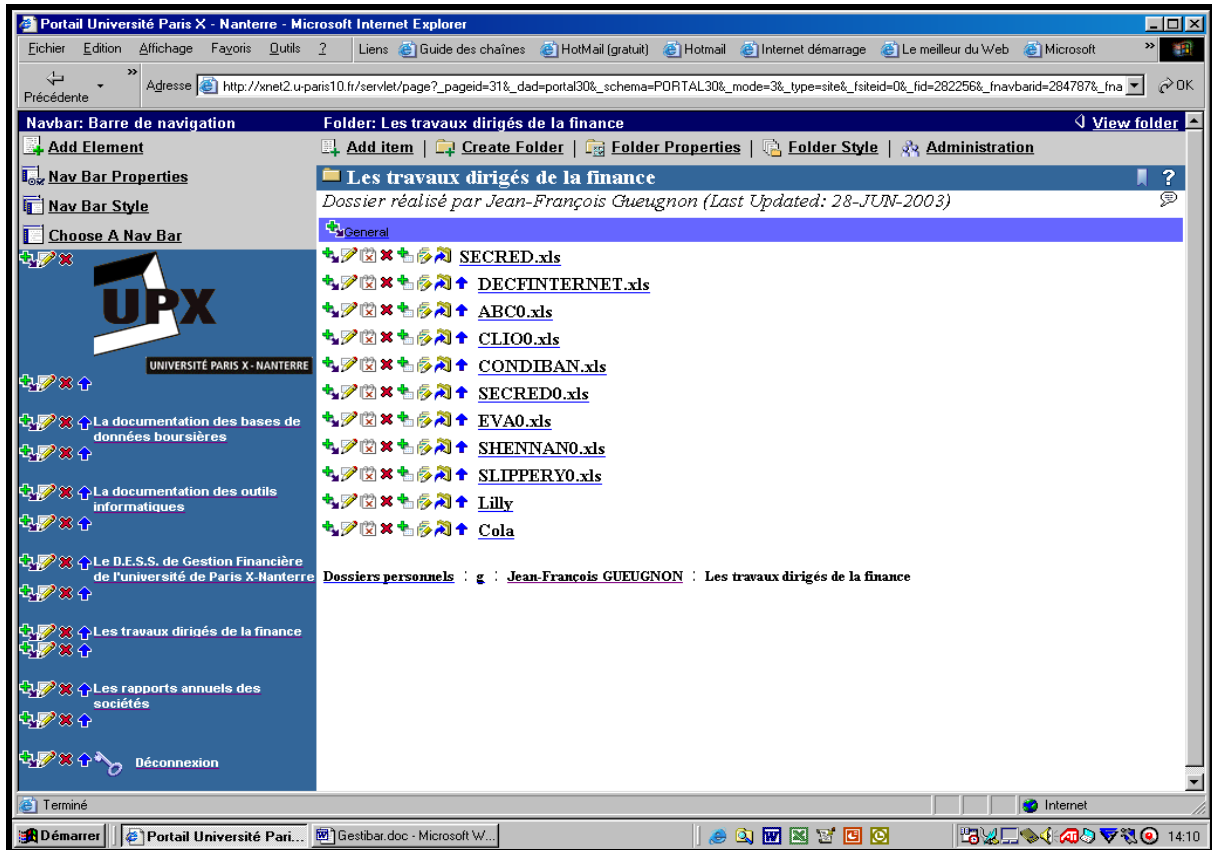 Portail Université Paris X - Nanterre - Microsoft Internet Explorer
Fichier Edition Affichage Favoris Outils ? Liens Guide des chaînes HotMail (gratuit) Hotmail Internet démarrage Le meilleur du Web Microsoft »
Précédente » Adresse http://xnet2.u-paris10.fr/servlet/page?_pageid=31&_dad=portal30&_schema=PORTAL30&_mode=3&_type=site&_fsiteid=0&_fid=282256&_fnavbarid=284787&_fna OK
Navbar: Barre de navigation
Add Element
Nav Bar Properties
Nav Bar Style
Choose A Nav Bar
UPX
UNIVERSITÉ PARIS X - NANTERRE
La documentation des bases de
données boursières
La documentation des outils
informatiques
Le D.E.S.S. de Gestion Financière
de l'université de Paris X-Nanterre
Les travaux dirigés de la finance
Les rapports annuels des
sociétés
Déconnexion
Folder: Les travaux dirigés de la finance View folder
Add item | Create Folder | Folder Properties | Folder Style | Administration
Les travaux dirigés de la finance ?
Dossier réalisé par Jean-François Gueugnon (Last Updated: 28-JUN-2003)
General
SECRED.xls
DECFINTERNET.xls
ABC0.xls
CLIO0.xls
CONDIBAN.xls
SECRED0.xls
EVA0.xls
SHENNAN0.xls
SLIPPERY0.xls
Lilly
Cola
Dossiers personnels : g : Jean-François GUEUGNON : Les travaux dirigés de la finance
Terminé Internet
Démarrer Portail Université Pari... Gestibar.doc - Microsoft W... 14:10